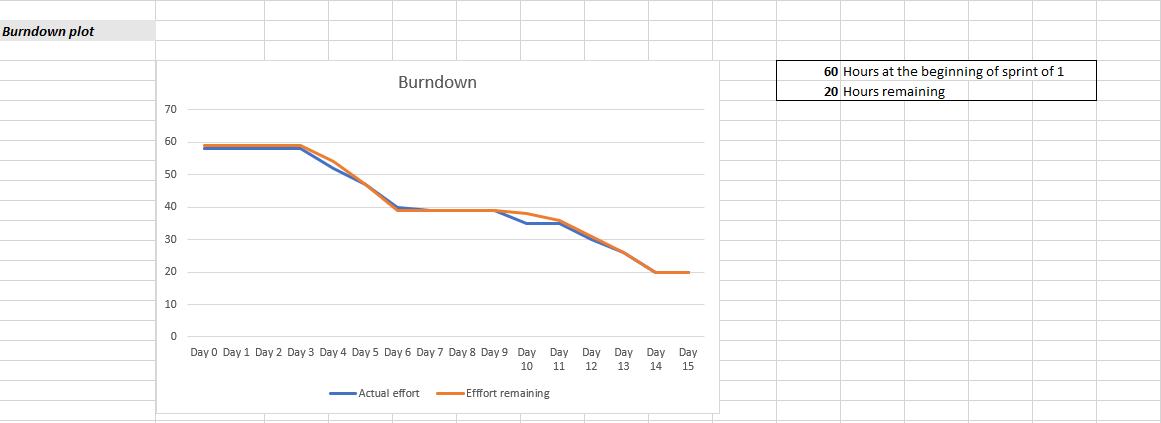 Burndown plot
60 Hours at the beginning of sprint of 1
20 Hours remaining
Burndown
70
60
50
40
30
20
10
0
Day 0 Day 1 Day 2 Day 3 Day 4 Day 5 Day 6 Day 7 Day 8 Day 9 Day 10 Day 11 Day 12 Day 13 Day 14 Day 15
Actual effort Efffort remaining